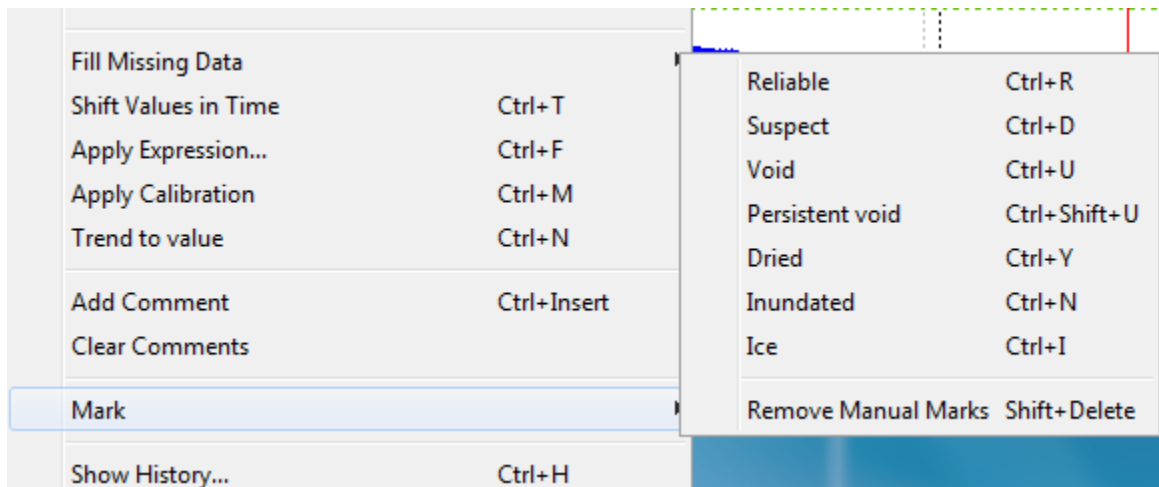 Fill Missing Data
Shift Values in Time Ctrl+T
Apply Expression... Ctrl+F
Apply Calibration Ctrl+M
Trend to value Ctrl+N
Add Comment Ctrl+Insert
Clear Comments
Mark
Show History... Ctrl+H
Reliable Ctrl+R
Suspect Ctrl+D
Void Ctrl+U
Persistent void Ctrl+Shift+U
Dried Ctrl+Y
Inundated Ctrl+N
Ice Ctrl+I
Remove Manual Marks Shift+Delete